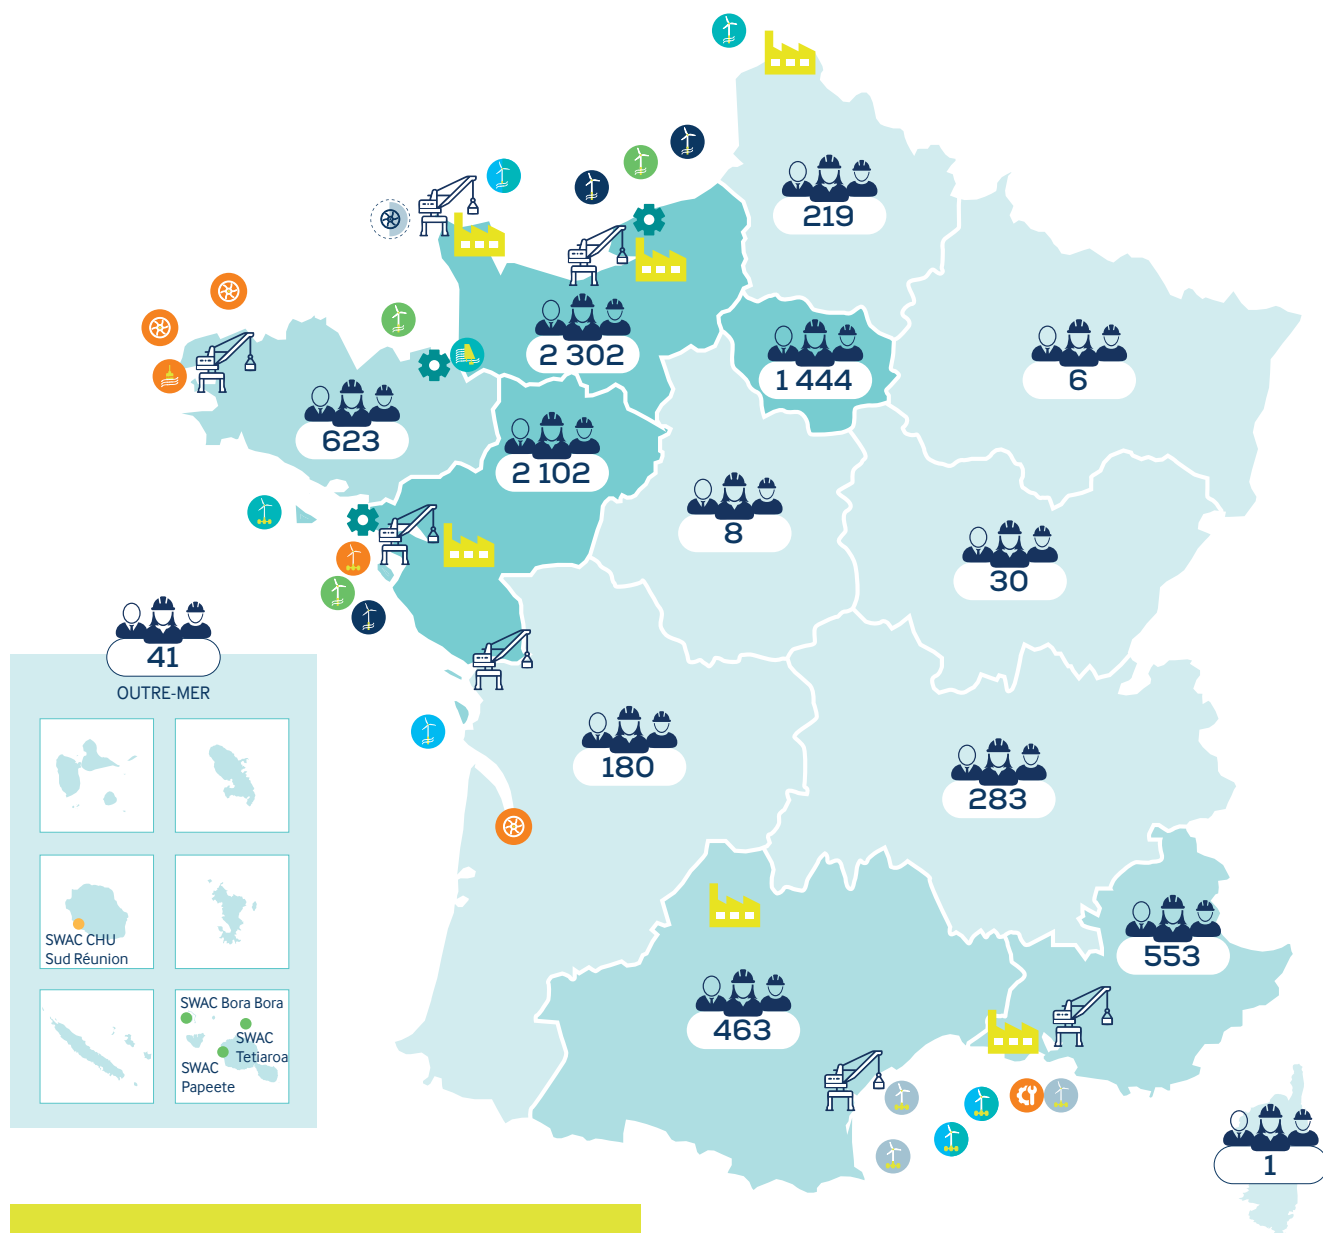 219
2 302
1 444
6
623
2 102
8
30
41
OUTRE-MER
180
283
SWAC CHU
Sud Réunion
553
SWAC Bora Bora
SWAC
Tetiaroa
SWAC
Papeete
463
1